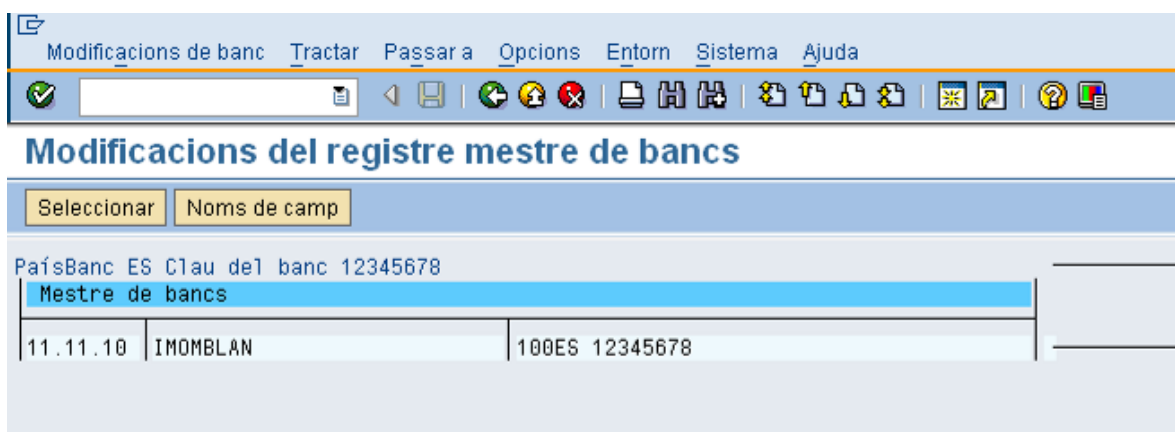 Modificacions de banc Tractar Passar a Opcions Entorn Sistema Ajuda
Modificacions del registre mestre de bancs
Seleccionar Noms de camp
PaísBanc ES Clau del banc 12345678
Mestre de bancs
11.11.10 IMOMBLAN 100ES 12345678